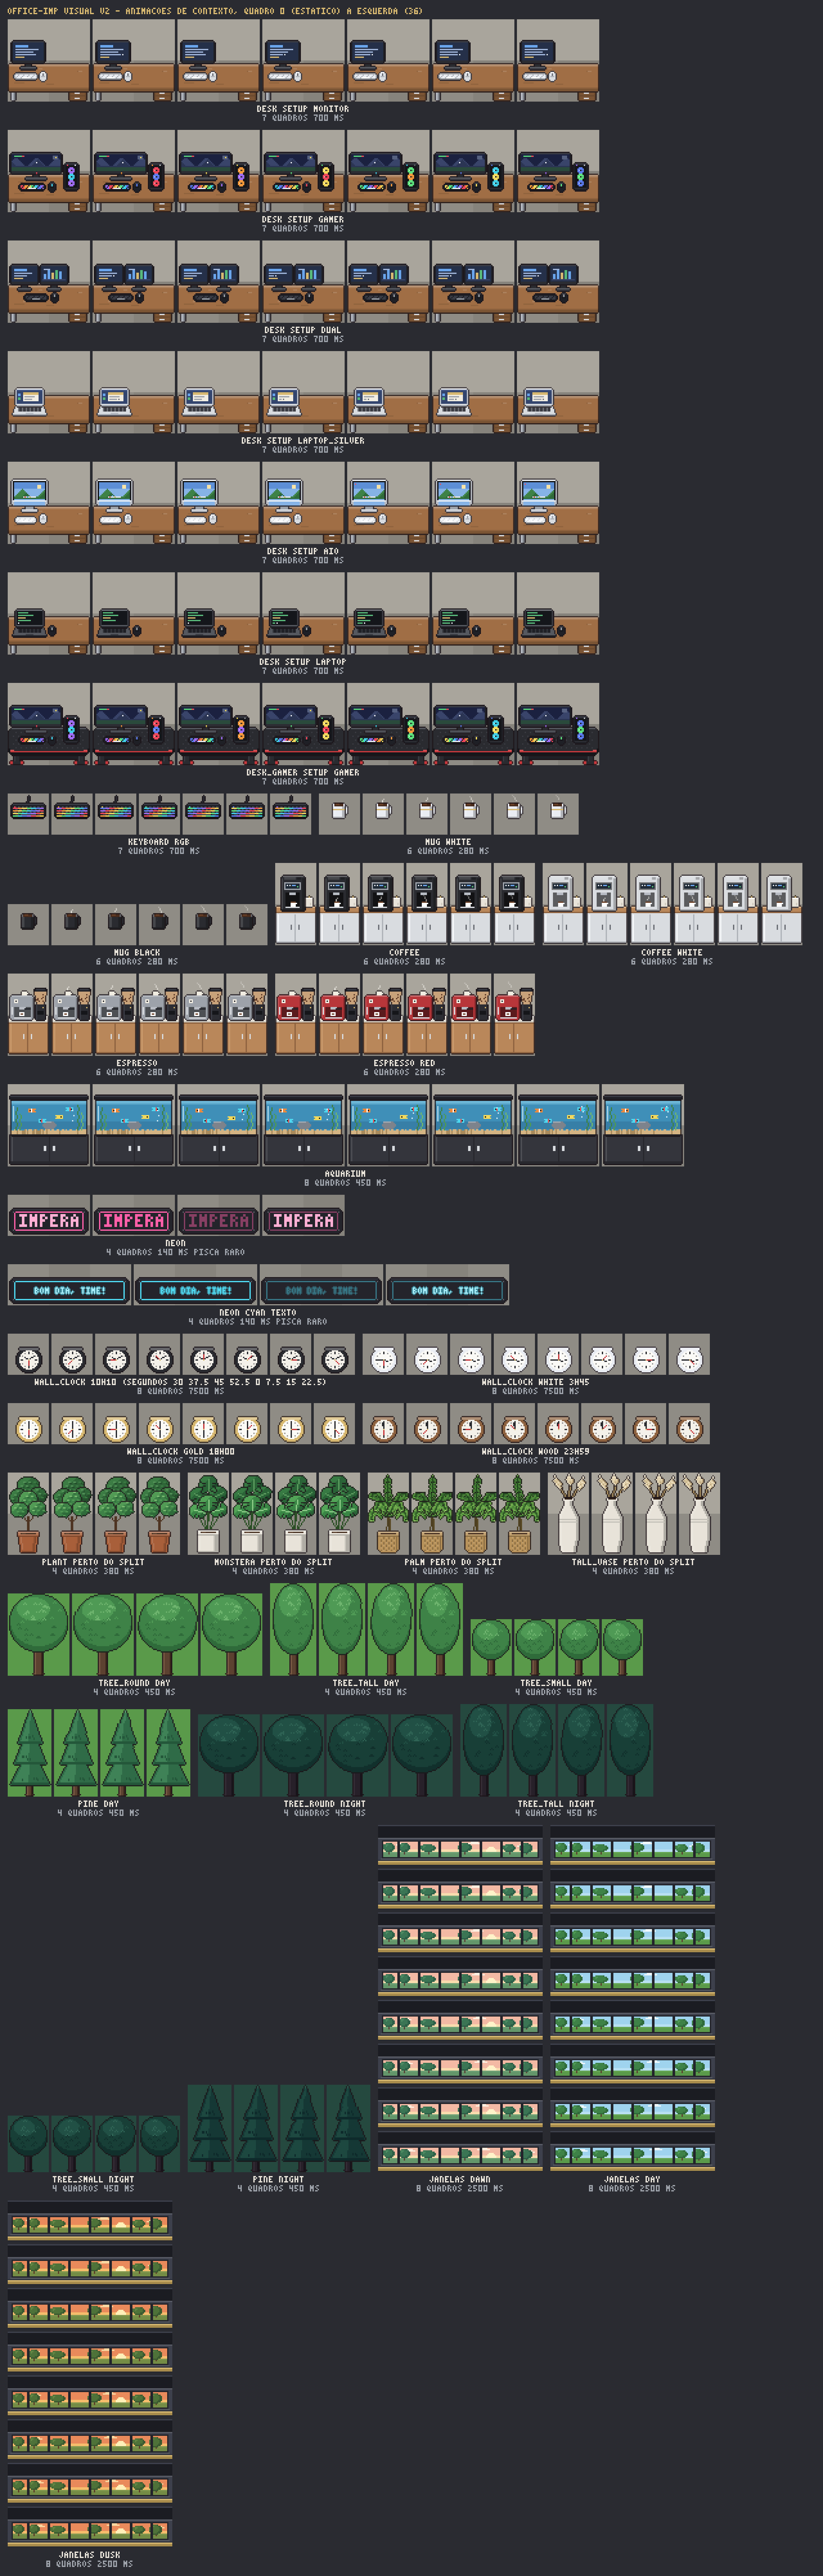 OFFICE-IMP VISUAL V2 - ANIMACOES DE CONTEXTO, QUADRO 0 (ESTATICO) A ESQUERDA (36)
DESK SETUP MONITOR
7 QUADROS 700 MS
DESK SETUP GAMER
7 QUADROS 700 MS
DESK SETUP DUAL
7 QUADROS 700 MS
DESK SETUP LAPTOP_SILVER
7 QUADROS 700 MS
DESK SETUP AIO
7 QUADROS 700 MS
DESK SETUP LAPTOP
7 QUADROS 700 MS
DESK_GAMER SETUP GAMER
7 QUADROS 700 MS
KEYBOARD RGB
7 QUADROS 700 MS
MUG WHITE
6 QUADROS 280 MS
MUG BLACK
6 QUADROS 280 MS
COFFEE
6 QUADROS 280 MS
COFFEE WHITE
6 QUADROS 280 MS
ESPRESSO
6 QUADROS 280 MS
ESPRESSO RED
6 QUADROS 280 MS
AQUARIUM
8 QUADROS 450 MS
IMPERA IMPERA IMPERA IMPERA
NEON
4 QUADROS 140 MS PISCA RARO
BOM DIA, TIME! BOM DIA, TIME! BOM DIA, TIME! BOM DIA, TIME!
NEON CYAN TEXTO
4 QUADROS 140 MS PISCA RARO
WALL_CLOCK 10H10 (SEGUNDOS 30 37.5 45 52.5 0 7.5 15 22.5)
8 QUADROS 7500 MS
WALL_CLOCK WHITE 3H45
8 QUADROS 7500 MS
WALL_CLOCK GOLD 18H00
8 QUADROS 7500 MS
WALL_CLOCK WOOD 23H59
8 QUADROS 7500 MS
PLANT PERTO DO SPLIT
4 QUADROS 380 MS
MONSTERA PERTO DO SPLIT
4 QUADROS 380 MS
PALM PERTO DO SPLIT
4 QUADROS 380 MS
TALL_VASE PERTO DO SPLIT
4 QUADROS 380 MS
TREE_ROUND DAY
4 QUADROS 450 MS
TREE_TALL DAY
4 QUADROS 450 MS
TREE_SMALL DAY
4 QUADROS 450 MS
PINE DAY
4 QUADROS 450 MS
TREE_ROUND NIGHT
4 QUADROS 450 MS
TREE_TALL NIGHT
4 QUADROS 450 MS
TREE_SMALL NIGHT
4 QUADROS 450 MS
PINE NIGHT
4 QUADROS 450 MS
JANELAS DAWN
8 QUADROS 2500 MS
JANELAS DAY
8 QUADROS 2500 MS
JANELAS DUSK
8 QUADROS 2500 MS